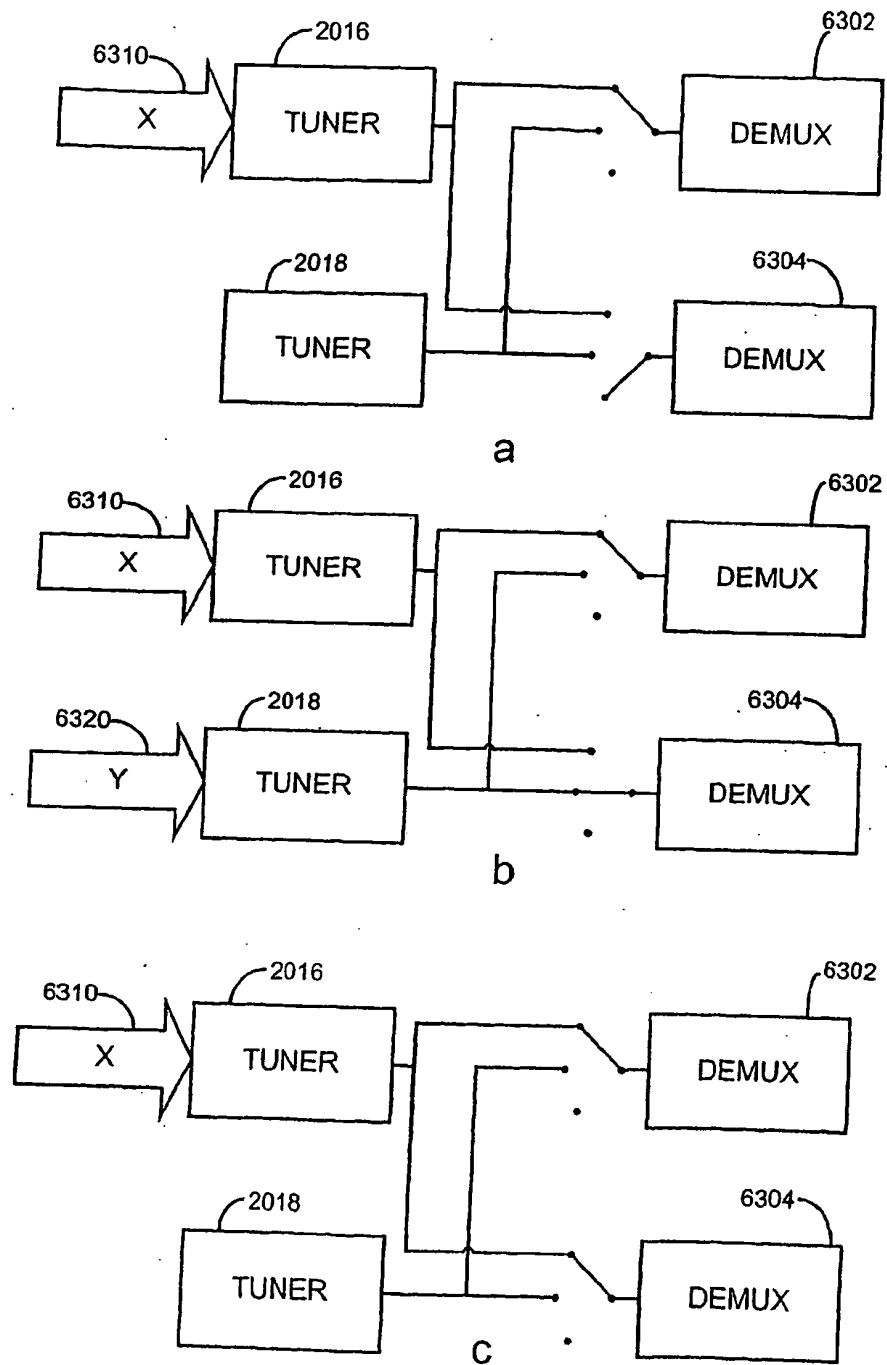 6310
2016
6302
X
TUNER
DEMUX
2018
6304
TUNER
DEMUX
a
6310
2016
6302
X
TUNER
DEMUX
6320
2018
6304
Y
TUNER
DEMUX
b
6310
2016
6302
X
TUNER
DEMUX
2018
6304
TUNER
DEMUX
c